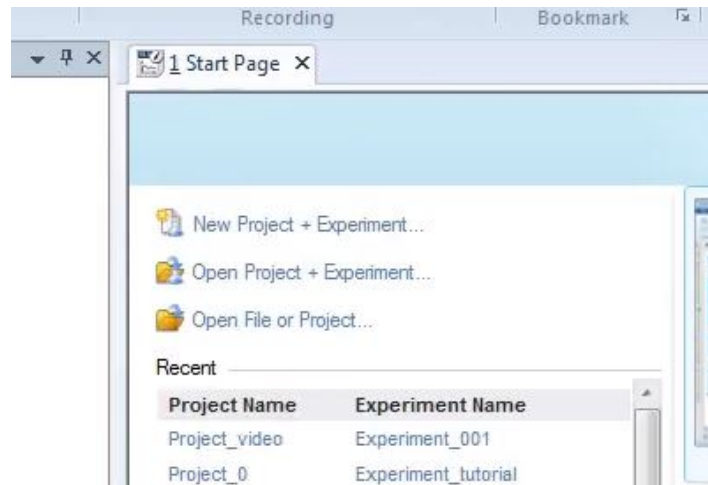 Recording Bookmark
1 Start Page
New Project + Experiment...
Open Project + Experiment...
Open File or Project...
Recent
Project Name Experiment Name
Project_video Experiment_001
Project_0 Experiment_tutorial